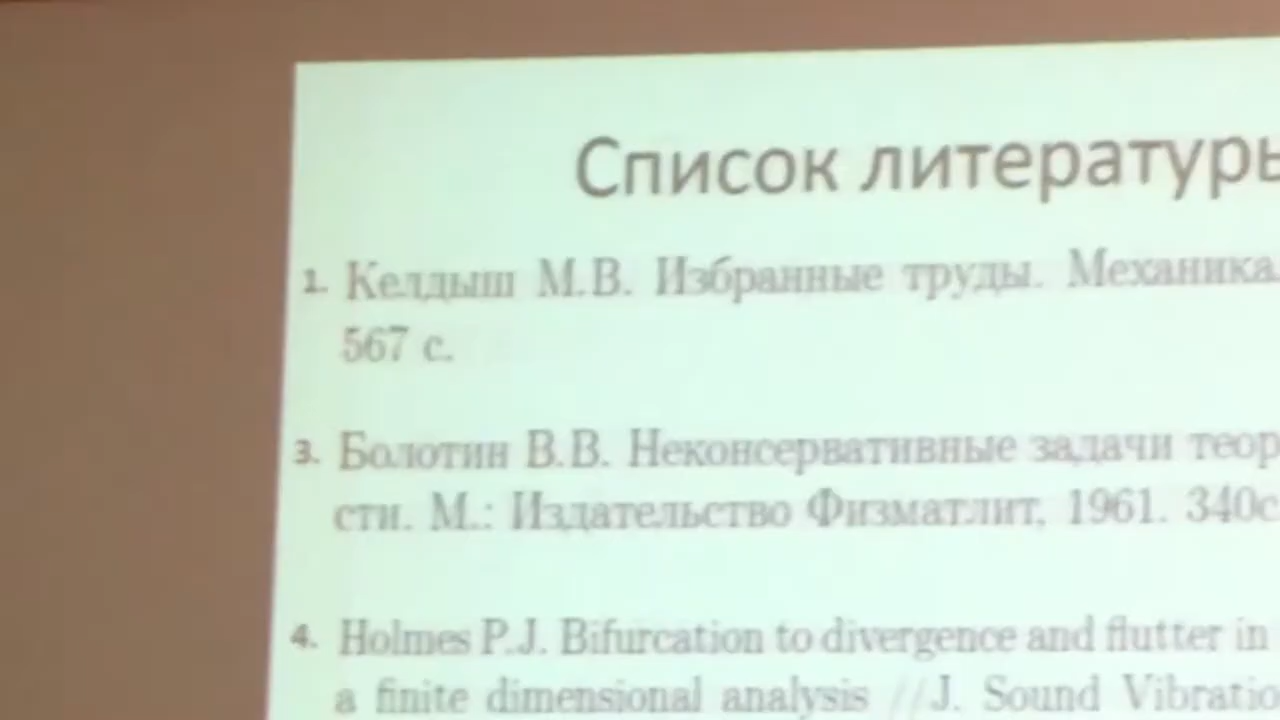 Список литературы
1. Келдыш М.В. Избранные труды. Механика.
567 с.
3. Болотин В.В. Неконсервативные задачи теор
сти. М.: Издательство Физматлит, 1961. 340с
4. Holmes P.J. Bifurcation to divergence and flutter in
a finite dimensional analysis // J. Sound Vibratio